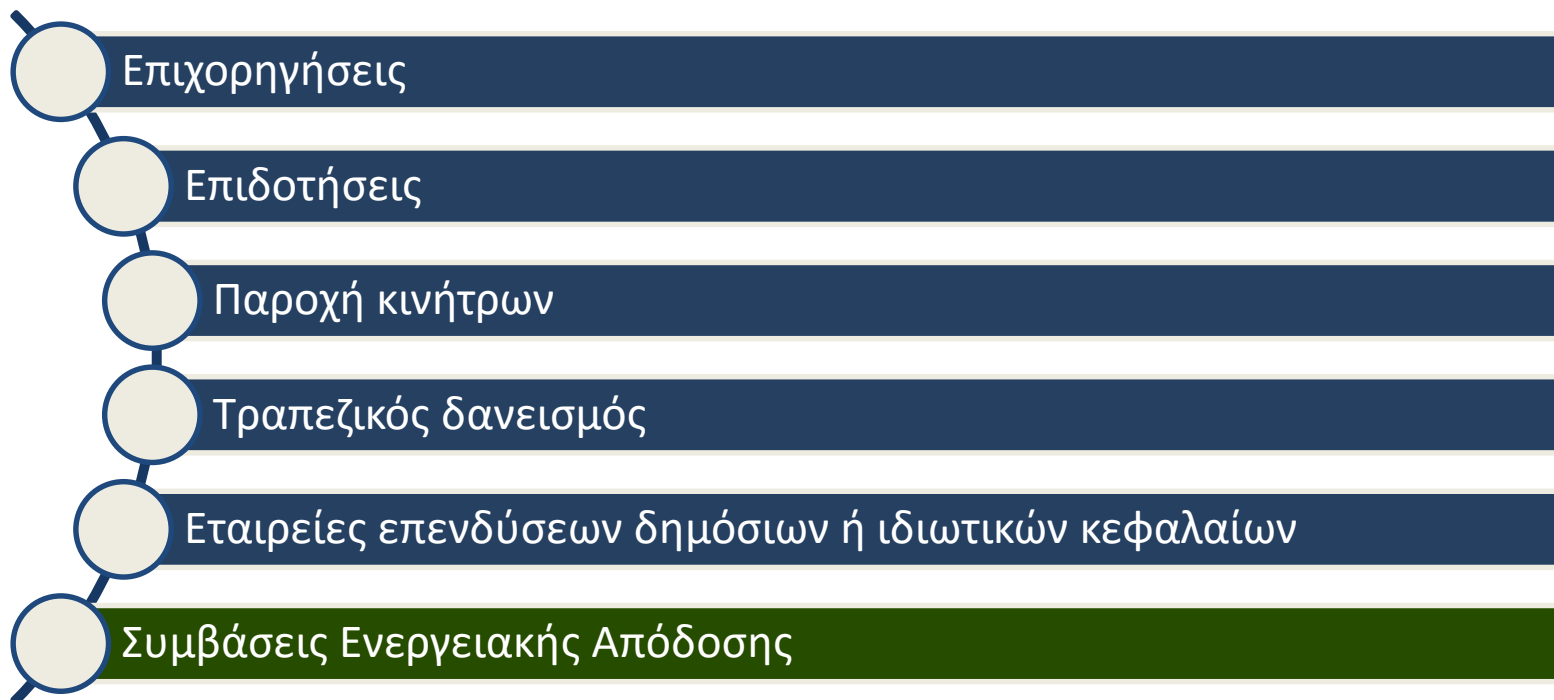 Επιχορηγήσεις
Επιδοτήσεις
Παροχή κινήτρων
Τραπεζικός δανεισμός
Εταιρείες επενδύσεων δημόσιων ή ιδιωτικών κεφαλαίων
Συμβάσεις Ενεργειακής Απόδοσης